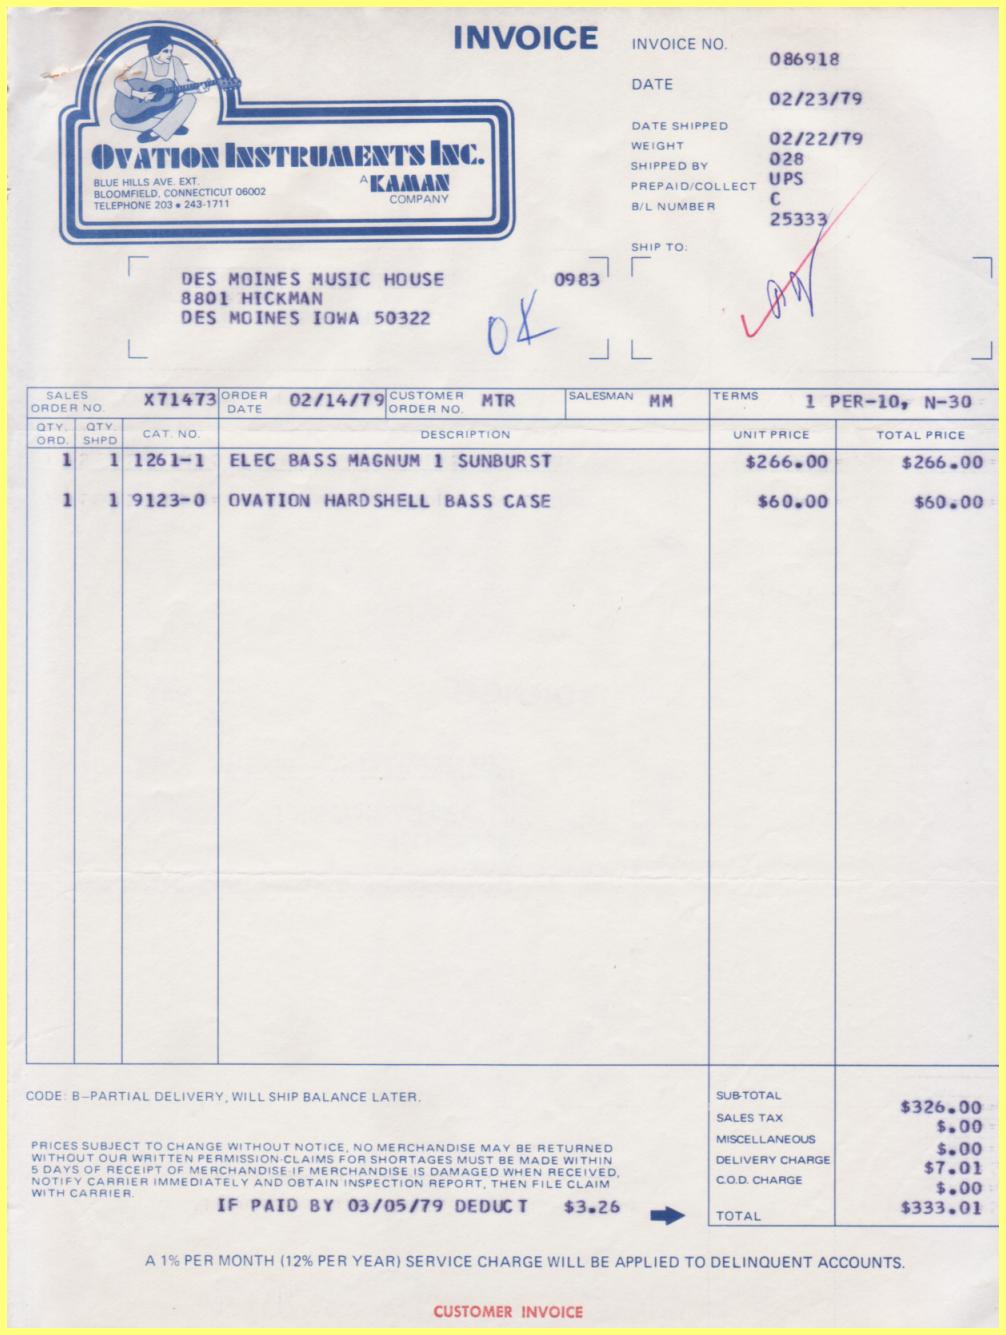 INVOICE
OVATION INSTRUMENTS INC.
BLUE HILLS AVE. EXT.
BLOOMFIELD, CONNECTICUT 06002
TELEPHONE 203 • 243-1711
A KAMAN
COMPANY
INVOICE NO. 086918
DATE 02/23/79
DATE SHIPPED 02/22/79
WEIGHT 028
SHIPPED BY UPS
PREPAID/COLLECT C
B/L NUMBER 25333
SHIP TO:
DES MOINES MUSIC HOUSE 0983
8801 HICKMAN
DES MOINES IOWA 50322
OK
SALES ORDER NO. X71473 ORDER DATE 02/14/79 CUSTOMER ORDER NO. MTR SALESMAN MM TERMS 1 PER-10, N-30
QTY. ORD. QTY. SHPD CAT. NO. DESCRIPTION UNIT PRICE TOTAL PRICE
1 1 1261-1 ELEC BASS MAGNUM 1 SUNBURST $266.00 $266.00
1 1 9123-0 OVATION HARDSHELL BASS CASE $60.00 $60.00
CODE: B-PARTIAL DELIVERY, WILL SHIP BALANCE LATER.
PRICES SUBJECT TO CHANGE WITHOUT NOTICE, NO MERCHANDISE MAY BE RETURNED
WITHOUT OUR WRITTEN PERMISSION-CLAIMS FOR SHORTAGES MUST BE MADE WITHIN
5 DAYS OF RECEIPT OF MERCHANDISE-IF MERCHANDISE IS DAMAGED WHEN RECEIVED,
NOTIFY CARRIER IMMEDIATELY AND OBTAIN INSPECTION REPORT, THEN FILE CLAIM
WITH CARRIER.
IF PAID BY 03/05/79 DEDUCT $3.26
SUB-TOTAL $326.00
SALES TAX $.00
MISCELLANEOUS $.00
DELIVERY CHARGE $7.01
C.O.D. CHARGE $.00
TOTAL $333.01
A 1% PER MONTH (12% PER YEAR) SERVICE CHARGE WILL BE APPLIED TO DELINQUENT ACCOUNTS.
CUSTOMER INVOICE